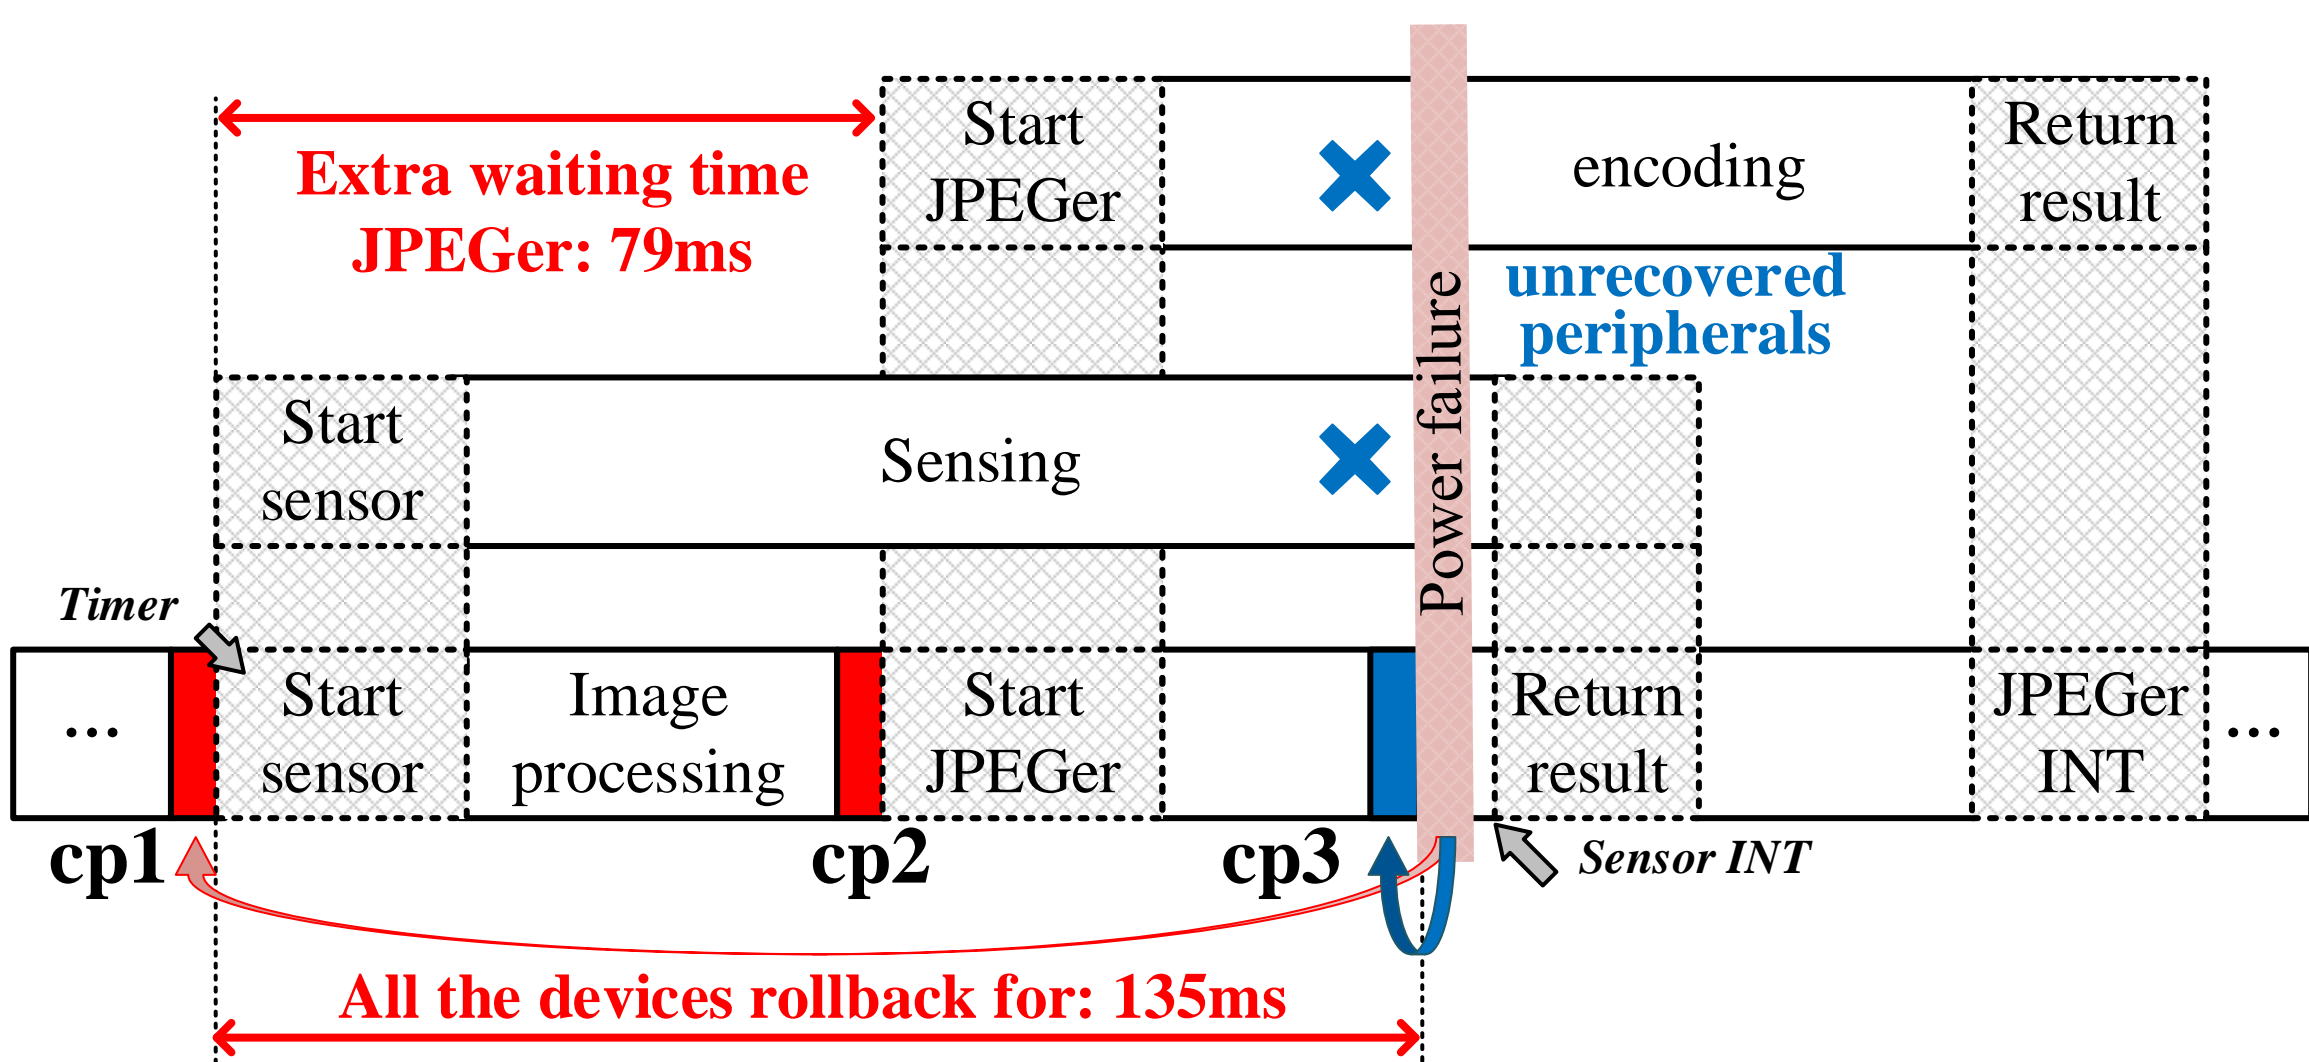 Start
JPEGer
encoding
Return
result
Extra waiting time
JPEGer: 79ms
unrecovered
peripherals
Power failure
Start
sensor
Sensing
Timer
...
Start
sensor
Image
processing
Start
JPEGer
Return
result
JPEGer
INT
...
cp1
cp2
cp3
Sensor INT
All the devices rollback for: 135ms